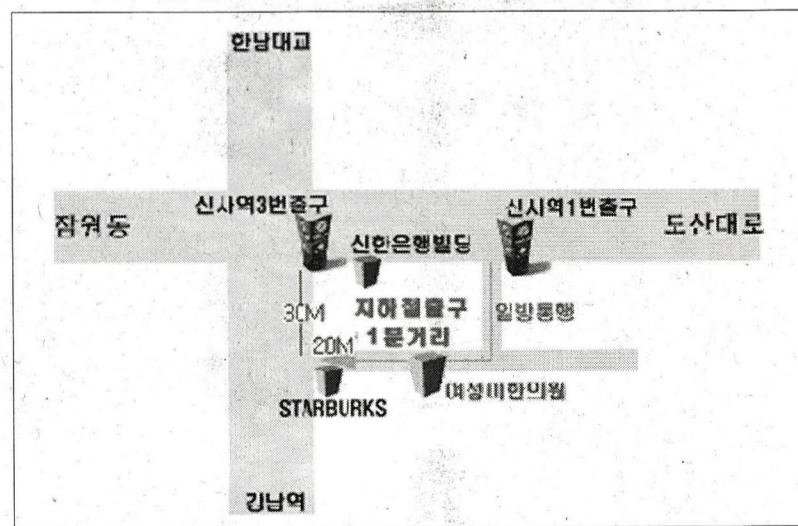 한남대교
신사역3번출구
신사역1번출구
잠원동
도산대로
신한은행빌딩
30M
지하철출구
일방통행
1분거리
20M
여성미한의원
STARBURKS
강남역